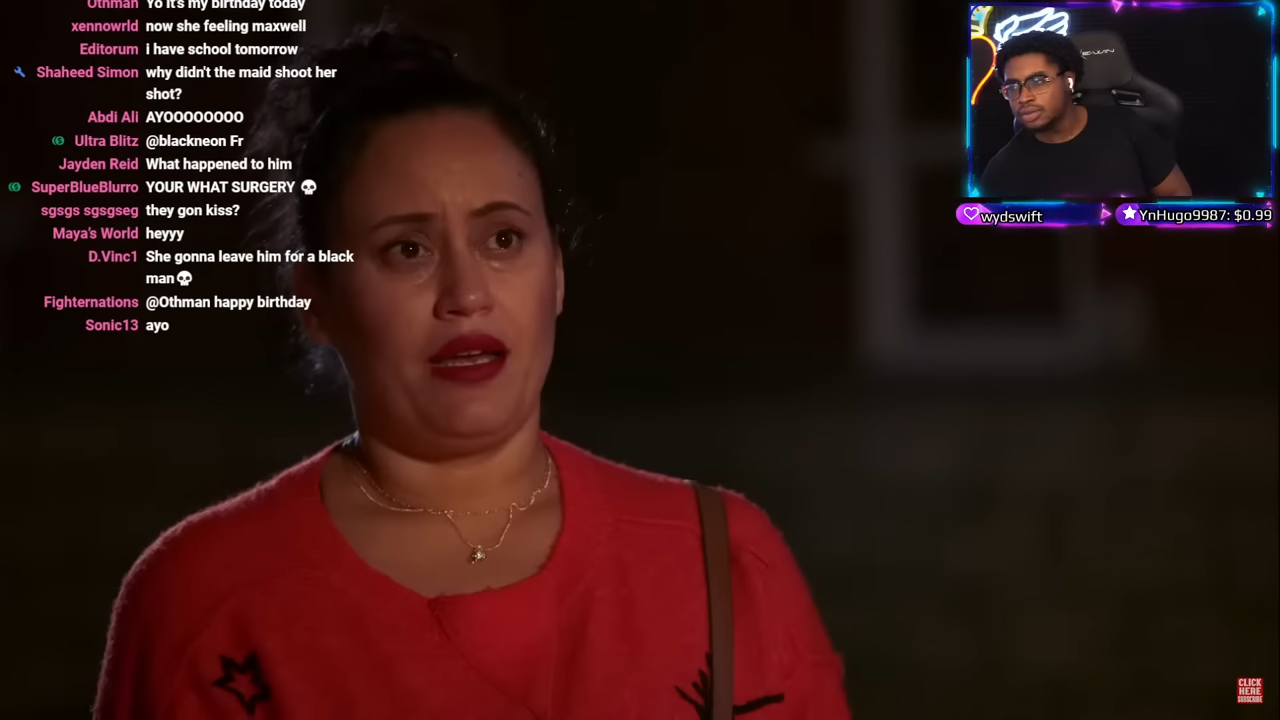 Othman Yo it's my birthday today
xennowrld now she feeling maxwell
Editorum i have school tomorrow
Shaheed Simon why didn't the maid shoot her
shot?
Abdi Ali AYOOOOOOOO
Ultra Blitz @blackneon Fr
Jayden Reid What happened to him
SuperBlueBlurro YOUR WHAT SURGERY 💀
sgsgs sgsgseg they gon kiss?
Maya's World heyyy
D.Vinc1 She gonna leave him for a black
man💀
Fighternations @Othman happy birthday
Sonic13 ayo
wydswift
YnHugo9987: $0.99
CLICK
HERE
SUBSCRIBE